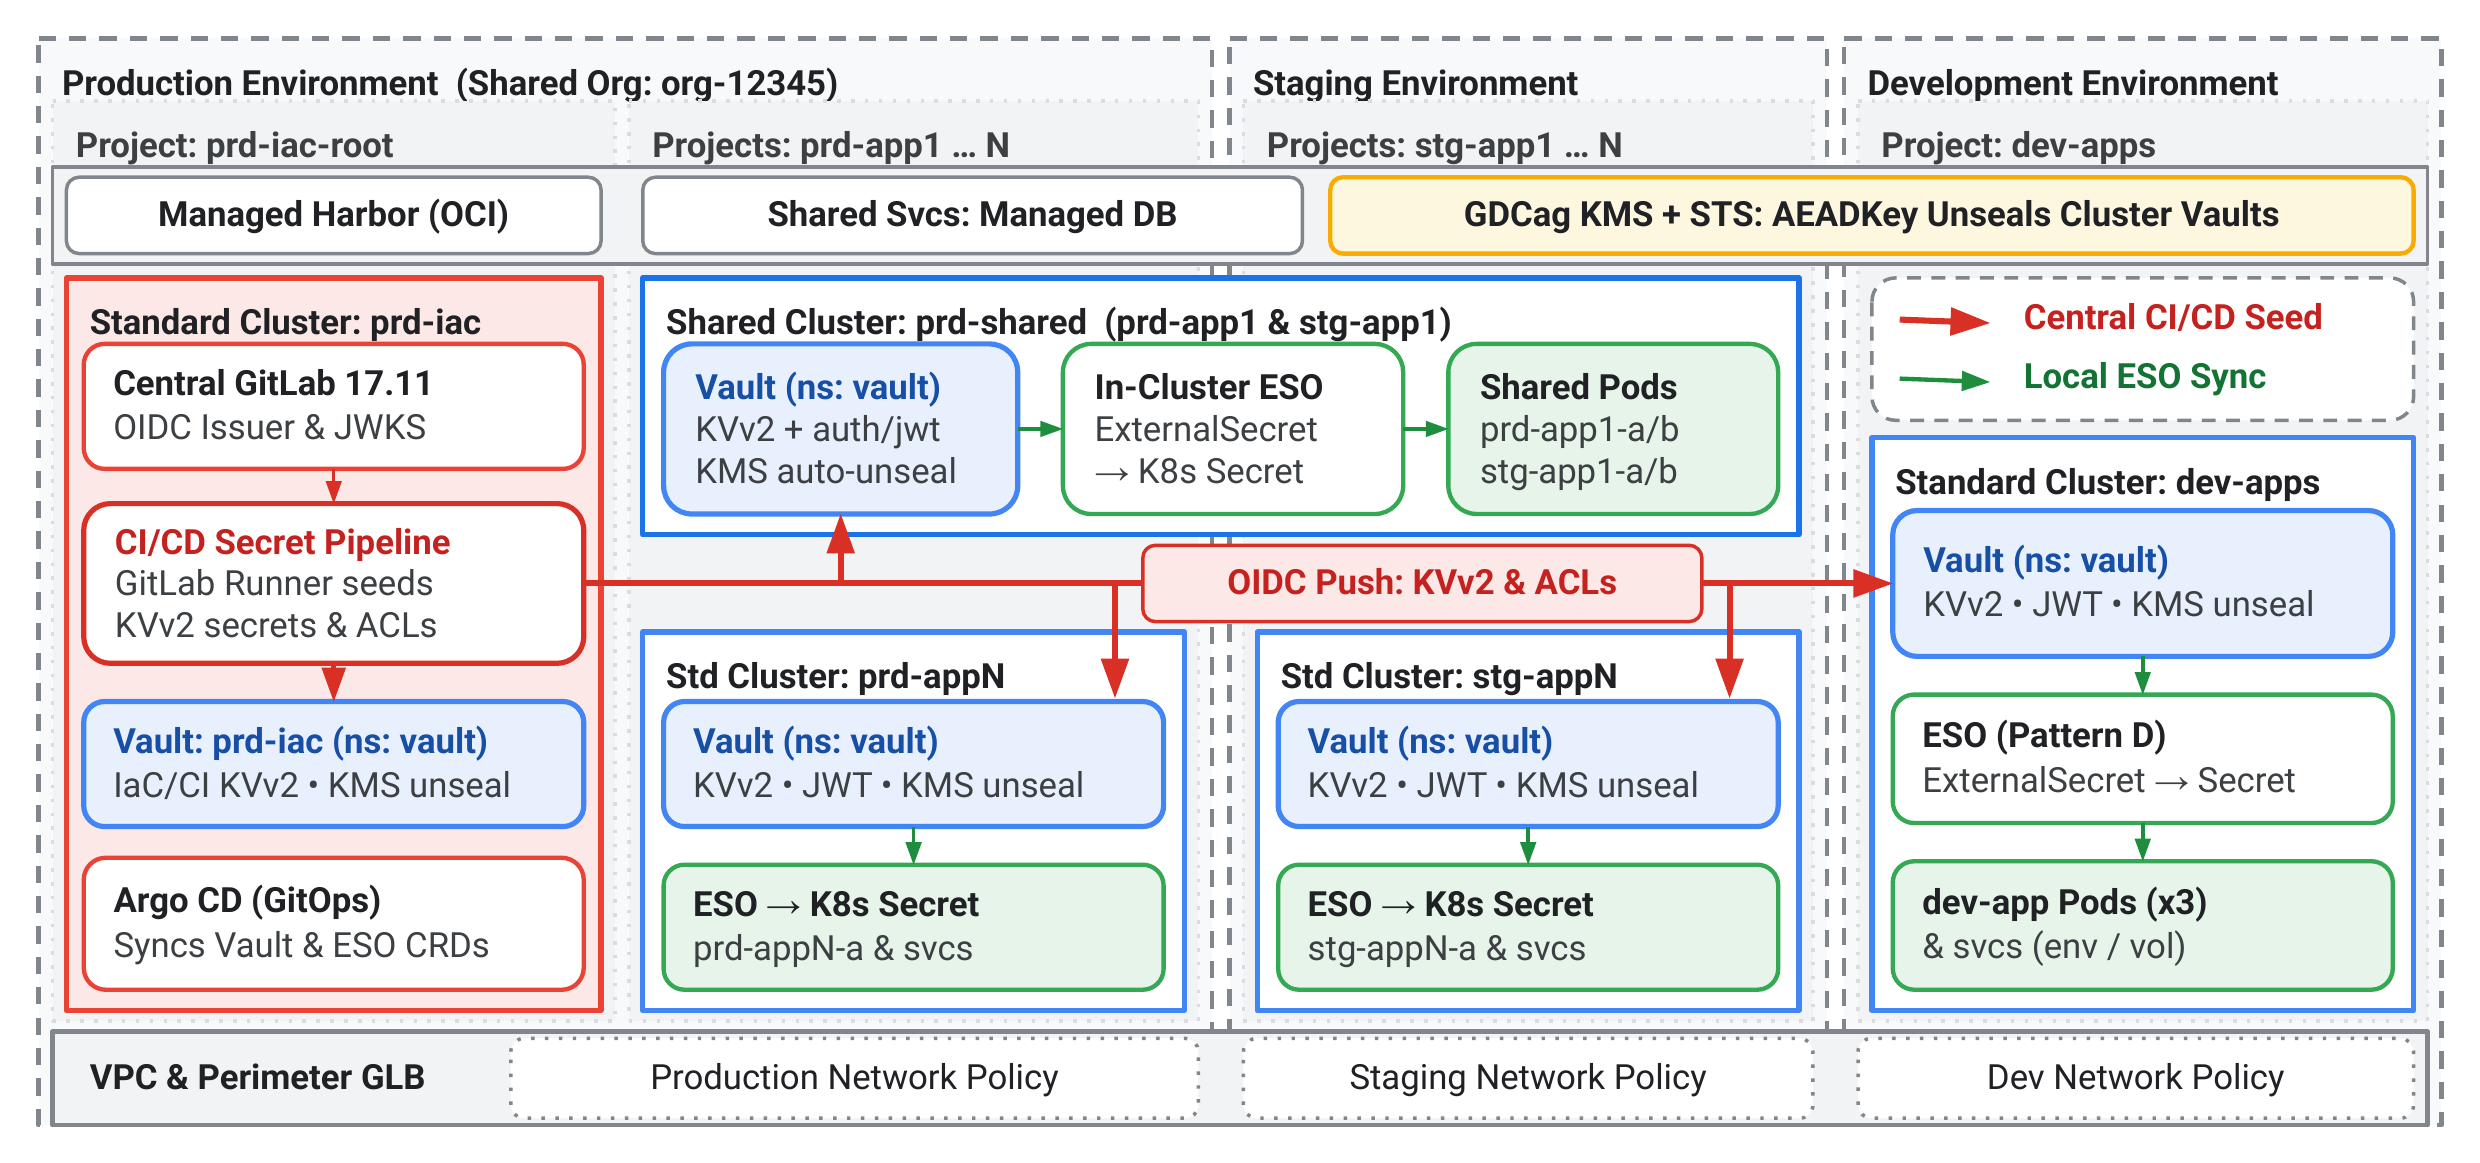 Production Environment (Shared Org: org-12345)
Staging Environment
Development Environment
Project: prd-iac-root
Projects: prd-app1 ... N
Projects: stg-app1 ... N
Project: dev-apps
Managed Harbor (OCI)
Shared Svcs: Managed DB
GDCag KMS + STS: AEADKey Unseals Cluster Vaults
Standard Cluster: prd-iac
Central GitLab 17.11
OIDC Issuer & JWKS
CI/CD Secret Pipeline
GitLab Runner seeds
KVv2 secrets & ACLs
Vault: prd-iac (ns: vault)
IaC/CI KVv2 • KMS unseal
Argo CD (GitOps)
Syncs Vault & ESO CRDs
Shared Cluster: prd-shared (prd-app1 & stg-app1)
Vault (ns: vault)
KVv2 + auth/jwt
KMS auto-unseal
In-Cluster ESO
ExternalSecret
→ K8s Secret
Shared Pods
prd-app1-a/b
stg-app1-a/b
Central CI/CD Seed
Local ESO Sync
OIDC Push: KVv2 & ACLs
Std Cluster: prd-appN
Vault (ns: vault)
KVv2 • JWT • KMS unseal
ESO → K8s Secret
prd-appN-a & svcs
Std Cluster: stg-appN
Vault (ns: vault)
KVv2 • JWT • KMS unseal
ESO → K8s Secret
stg-appN-a & svcs
Standard Cluster: dev-apps
Vault (ns: vault)
KVv2 • JWT • KMS unseal
ESO (Pattern D)
ExternalSecret → Secret
dev-app Pods (x3)
& svcs (env / vol)
VPC & Perimeter GLB
Production Network Policy
Staging Network Policy
Dev Network Policy